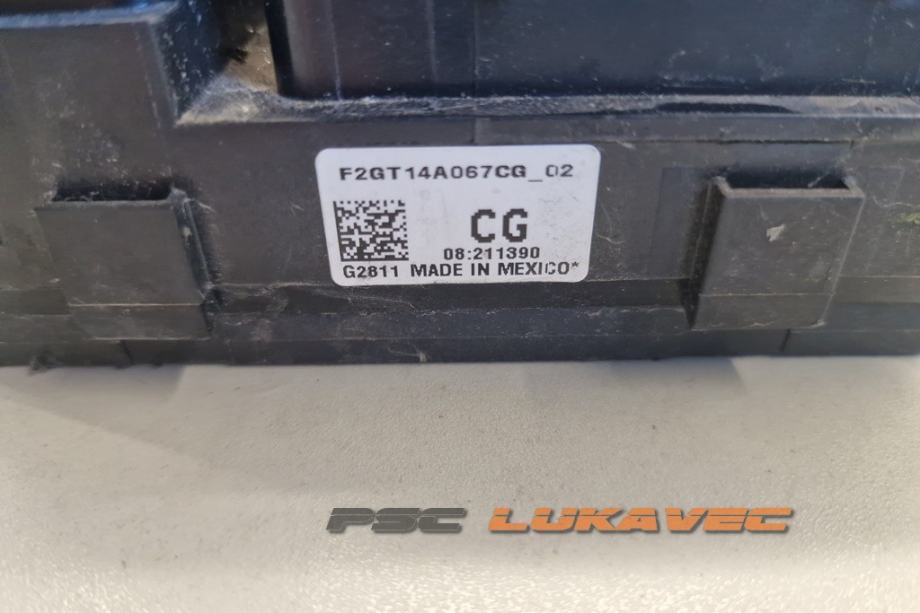 F2GT14A067CG_02
CG
08:211390
G2811 MADE IN MEXICO*
PSC LUKAVEC